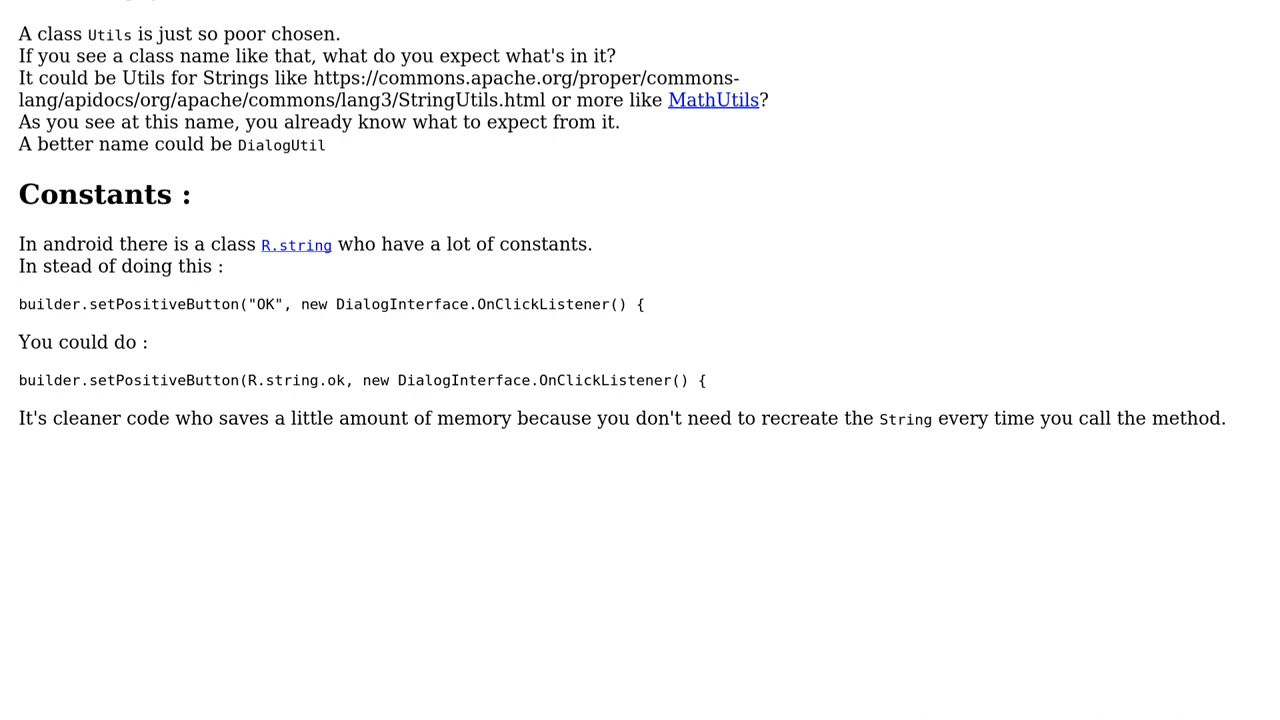 A class Utils is just so poor chosen.
If you see a class name like that, what do you expect what's in it?
It could be Utils for Strings like https://commons.apache.org/proper/commons-
lang/apidocs/org/apache/commons/lang3/StringUtils.html or more like MathUtils?
As you see at this name, you already know what to expect from it.
A better name could be DialogUtil
Constants :
In android there is a class R.string who have a lot of constants.
In stead of doing this :
builder.setPositiveButton("OK", new DialogInterface.OnClickListener() {
You could do :
builder.setPositiveButton(R.string.ok, new DialogInterface.OnClickListener() {
It's cleaner code who saves a little amount of memory because you don't need to recreate the String every time you call the method.